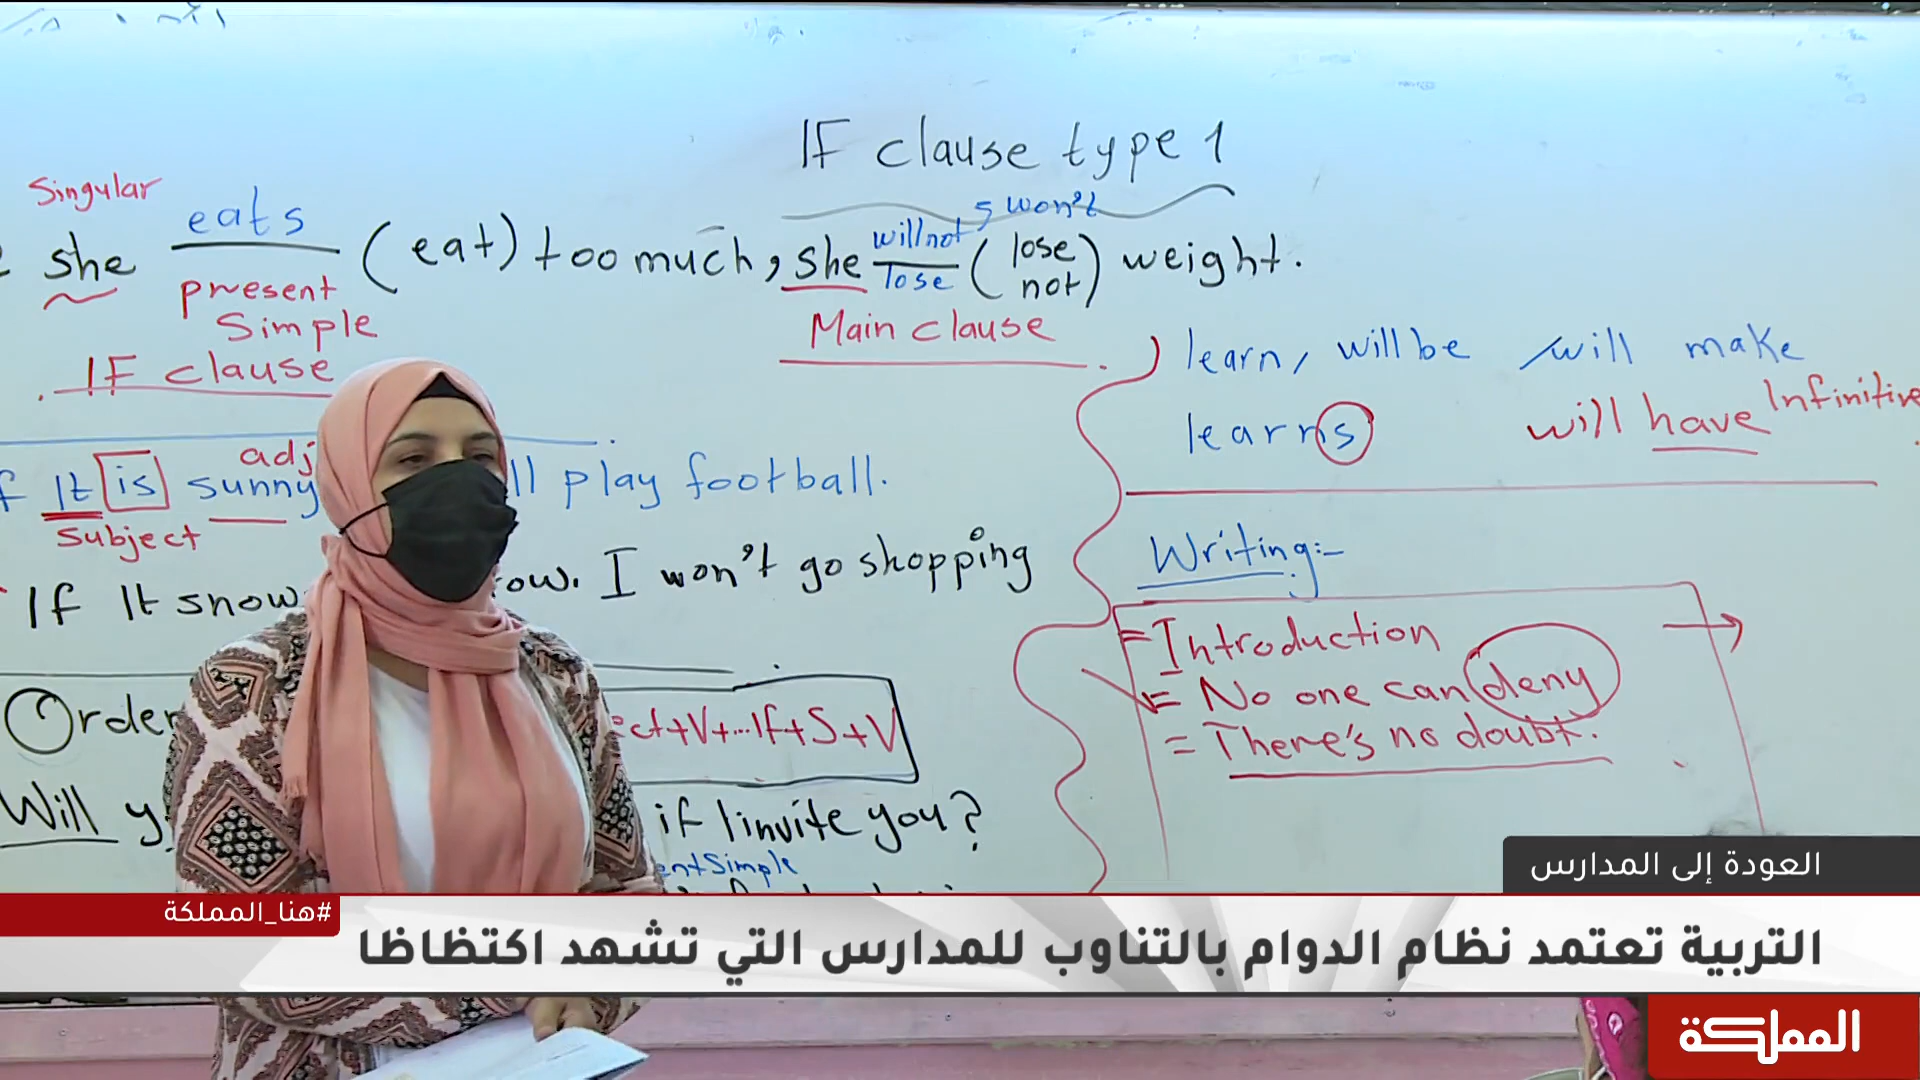 IF clause type 1
Singular
eats
will not, won't
she (eat) too much, she (lose not) weight.
lose
present
Simple
Main clause
IF clause
learn, will be will make
learns will have Infinitive
adj
It is sunny play football.
Subject
Writing:-
If It snow I won't go shopping
Introduction
No one can deny
There's no doubt.
Order +V+...If+S+V
Will if I invite you?
Simple
العودة إلى المدارس
#هنا_المملكة
التربية تعتمد نظام الدوام بالتناوب للمدارس التي تشهد اكتظاظا
المملكة